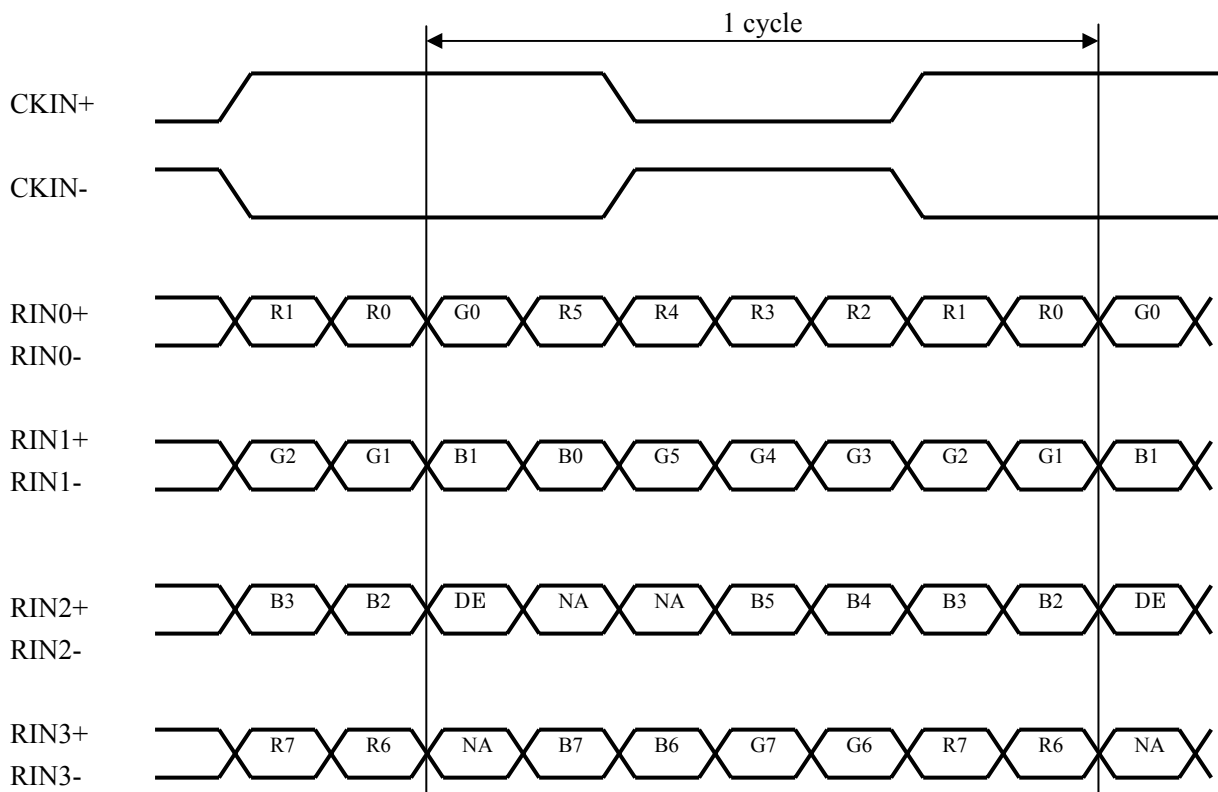 1 cycle
CKIN+
CKIN-
RIN0+ R1 R0 G0 R5 R4 R3 R2 R1 R0 G0
RIN0-
RIN1+ G2 G1 B1 B0 G5 G4 G3 G2 G1 B1
RIN1-
RIN2+ B3 B2 DE NA NA B5 B4 B3 B2 DE
RIN2-
RIN3+ R7 R6 NA B7 B6 G7 G6 R7 R6 NA
RIN3-